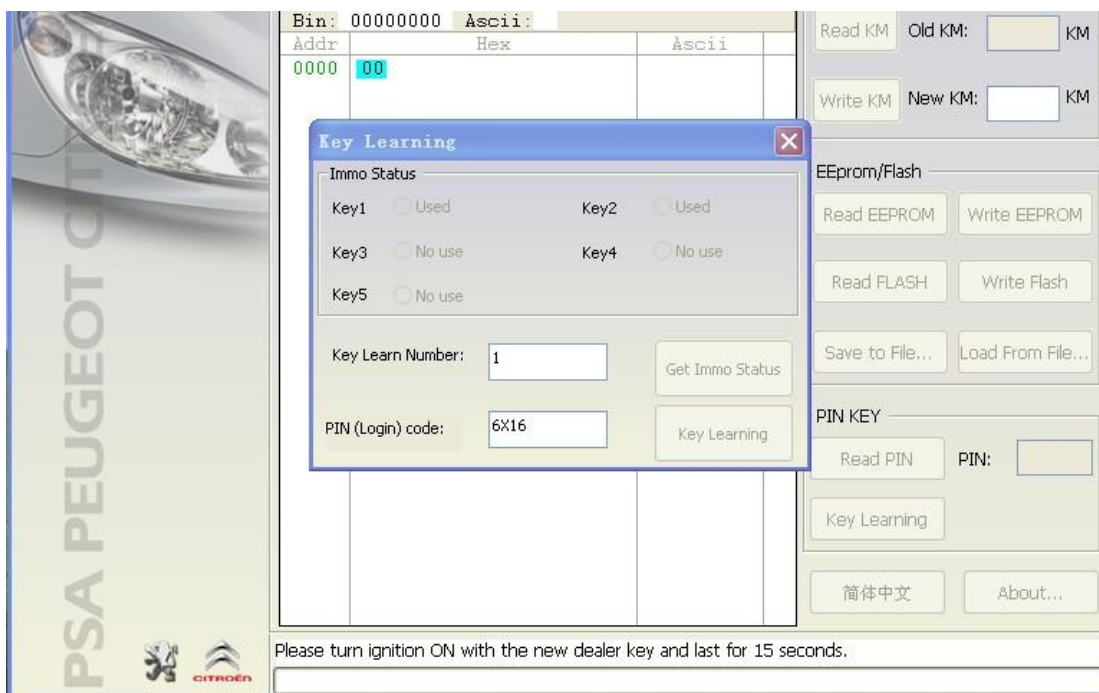 Bin: 00000000 Ascii:
Addr Hex Ascii
0000 00
Read KM Old KM: KM
Write KM New KM: KM
Key Learning
Immo Status
Key1 Used Key2 Used
Key3 No use Key4 No use
Key5 No use
Key Learn Number: 1
Get Immo Status
PIN (Login) code: 6X16
Key Learning
EEprom/Flash
Read EEPROM Write EEPROM
Read FLASH Write Flash
Save to File... Load From File...
PIN KEY
Read PIN PIN:
Key Learning
简体中文 About...
PSA PEUGEOT CIT
CITROËN
Please turn ignition ON with the new dealer key and last for 15 seconds.